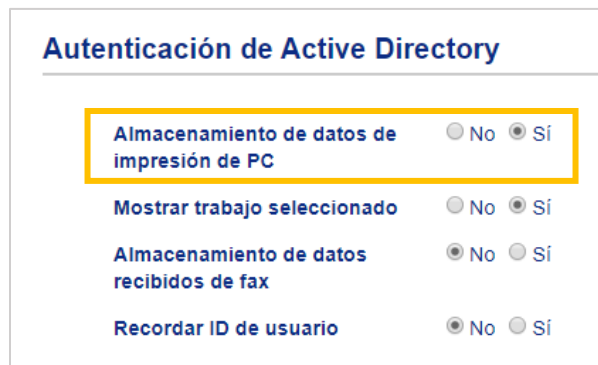 Autenticación de Active Directory
Almacenamiento de datos de No Sí
impresión de PC
Mostrar trabajo seleccionado No Sí
Almacenamiento de datos No Sí
recibidos de fax
Recordar ID de usuario No Sí